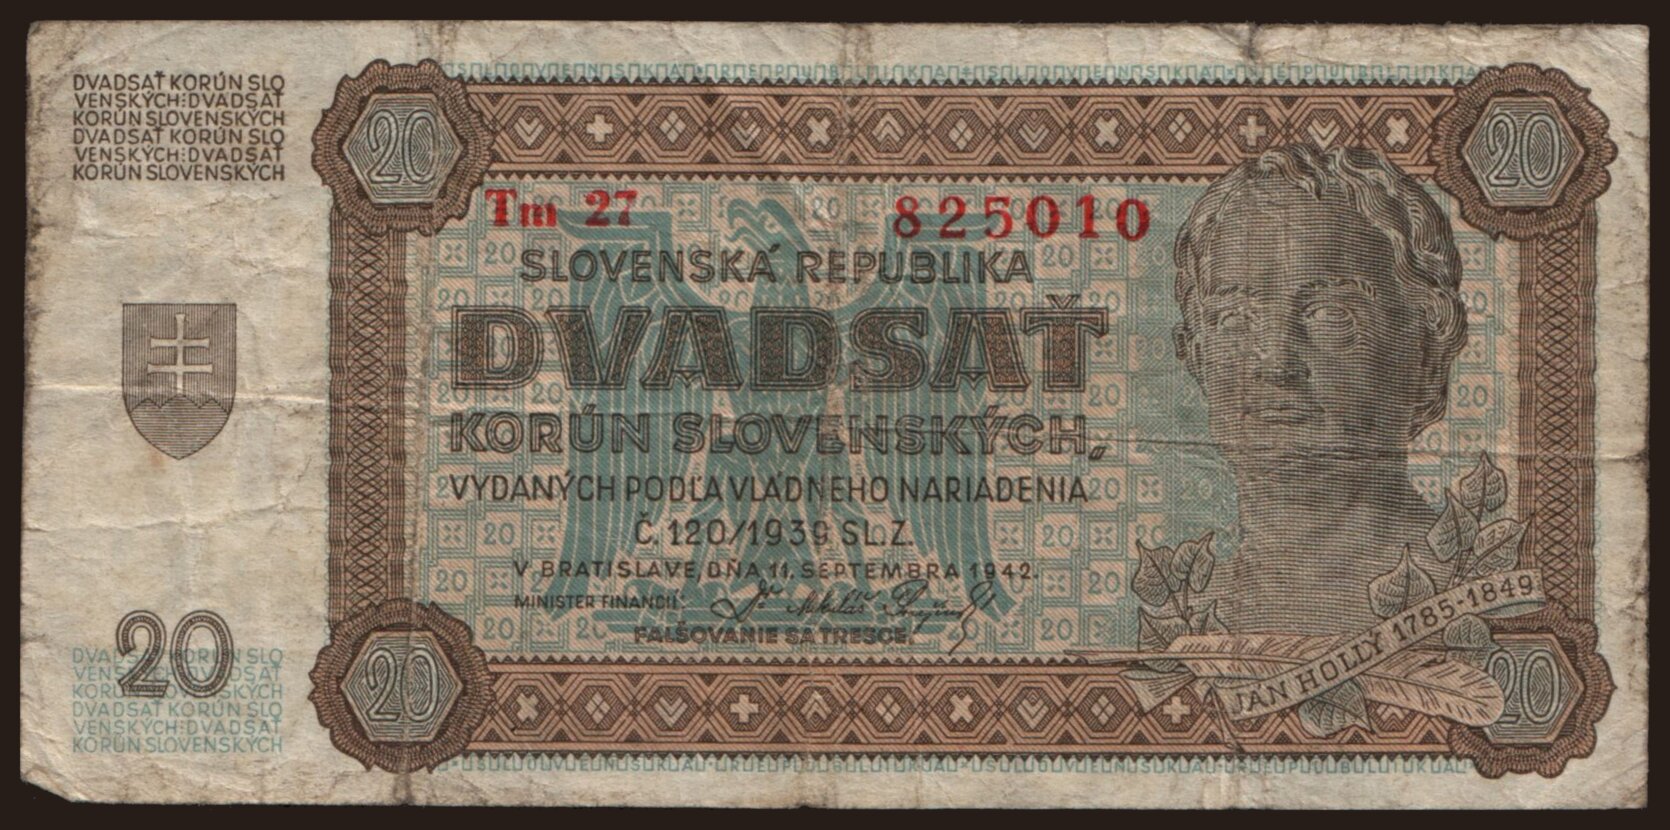 DVADSAŤ KORÚN SLO
VENSKÝCH:DVADSAŤ
KORÚN SLOVENSKÝCH
DVADSAŤ KORÚN SLO
VENSKÝCH:DVADSAŤ
KORÚN SLOVENSKÝCH
20
20
Tm 27 825010
SLOVENSKÁ REPUBLIKA
DVADSAŤ
KORÚN SLOVENSKÝCH,
VYDANÝCH PODĽA VLÁDNEHO NARIADENIA
Č. 120/1939 SL. Z.
V BRATISLAVE, DŇA 11. SEPTEMBRA 1942.
MINISTER FINANCIÍ:
FALŠOVANIE SA TRESCE.
JÁN HOLLÝ 1785-1849
20
DVADSAŤ KORÚN SLO
VENSKÝCH:DVADSAŤ
KORÚN SLOVENSKÝCH
DVADSAŤ KORÚN SLO
VENSKÝCH:DVADSAŤ
KORÚN SLOVENSKÝCH
20
20